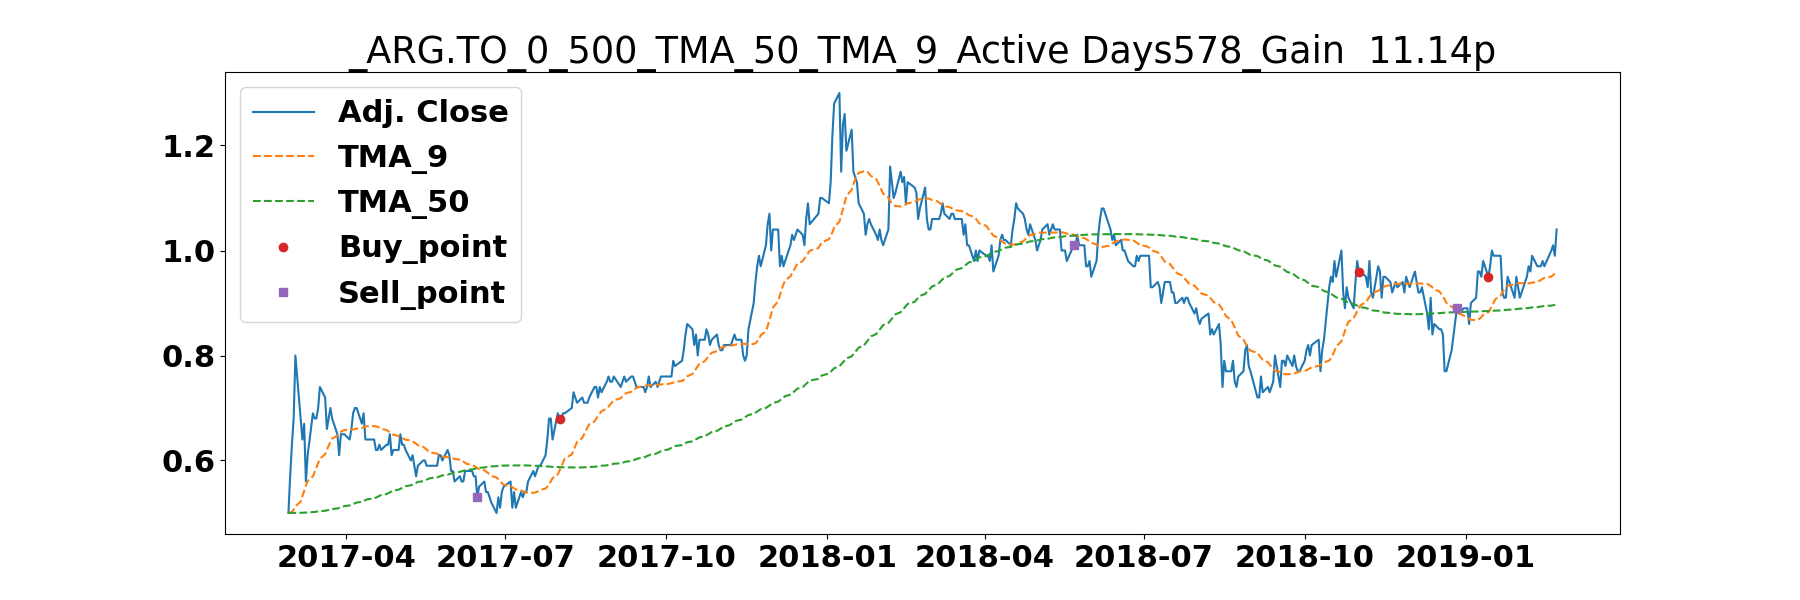 _ARG.TO_0_500_TMA_50_TMA_9_Active Days578_Gain  11.14p
Adj. Close
TMA_9
TMA_50
Buy_point
Sell_point
1.2
1.0
0.8
0.6
2017-04 2017-07 2017-10 2018-01 2018-04 2018-07 2018-10 2019-01